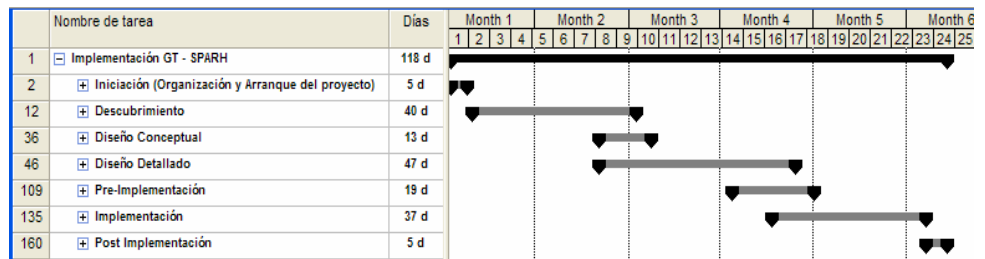 Nombre de tarea Días Month 1 Month 2 Month 3 Month 4 Month 5 Month 6
1 2 3 4 5 6 7 8 9 10 11 12 13 14 15 16 17 18 19 20 21 22 23 24 25
1 Implementación GT - SPARH 118 d
2 Iniciación (Organización y Arranque del proyecto) 5 d
12 Descubrimiento 40 d
36 Diseño Conceptual 13 d
46 Diseño Detallado 47 d
109 Pre-Implementación 19 d
135 Implementación 37 d
160 Post Implementación 5 d